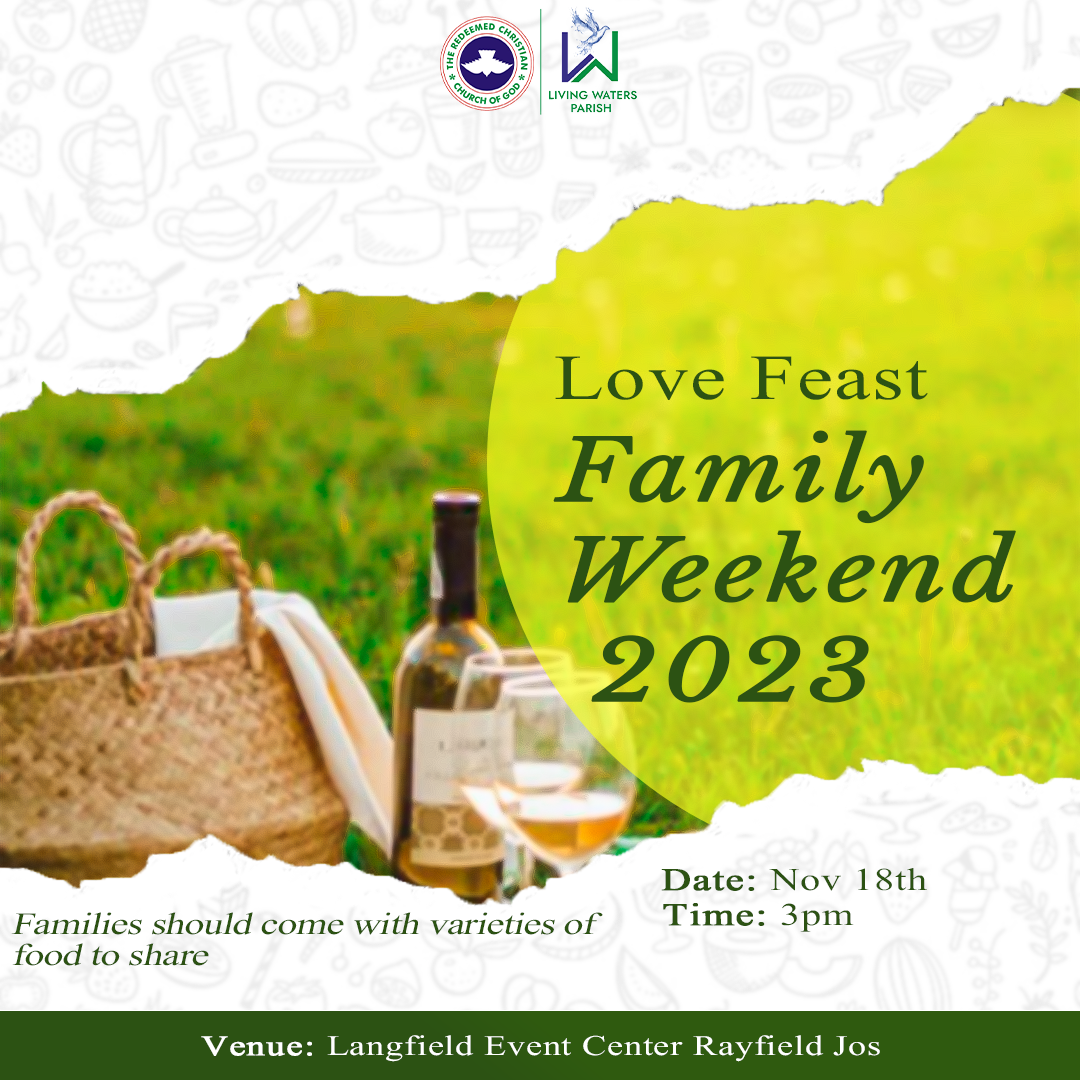 THE REDEEMED CHRISTIAN
CHURCH OF GOD
LIVING WATERS
PARISH
Love Feast
Family
Weekend
2023
Date: Nov 18th
Time: 3pm
Families should come with varieties of
food to share
Venue: Langfield Event Center Rayfield Jos